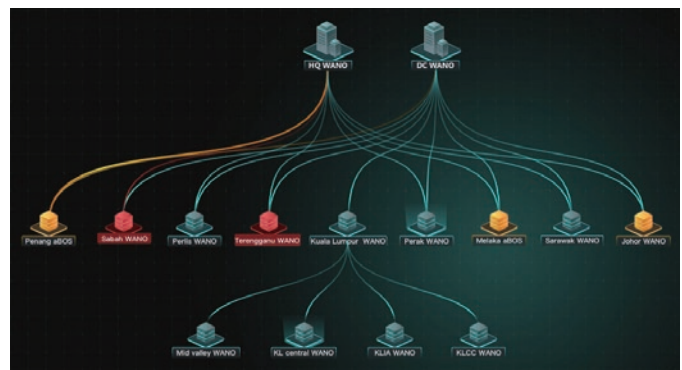 HQ WANO
DC WANO
Penang aBOS
Sabah WANO
Perlis WANO
Terengganu WANO
Kuala Lumpur WANO
Perak WANO
Melaka aBOS
Sarawak WANO
Johor WANO
Mid valley WANO
KL central WANO
KLIA WANO
KLCC WANO